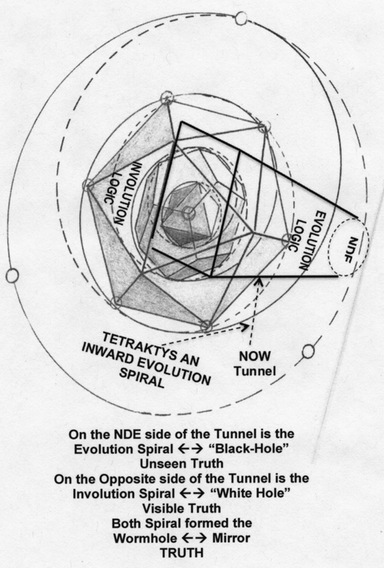 INVOLUTION
LOGIC
EVOLUTION
LOGIC
NDE
TETRAKTYS AN
INWARD EVOLUTION
SPIRAL
NOW
Tunnel
On the NDE side of the Tunnel is the
Evolution Spiral ←→ “Black-Hole”
Unseen Truth
On the Opposite side of the Tunnel is the
Involution Spiral ←→ “White Hole”
Visible Truth
Both Spiral formed the
Wormhole ←→ Mirror
TRUTH